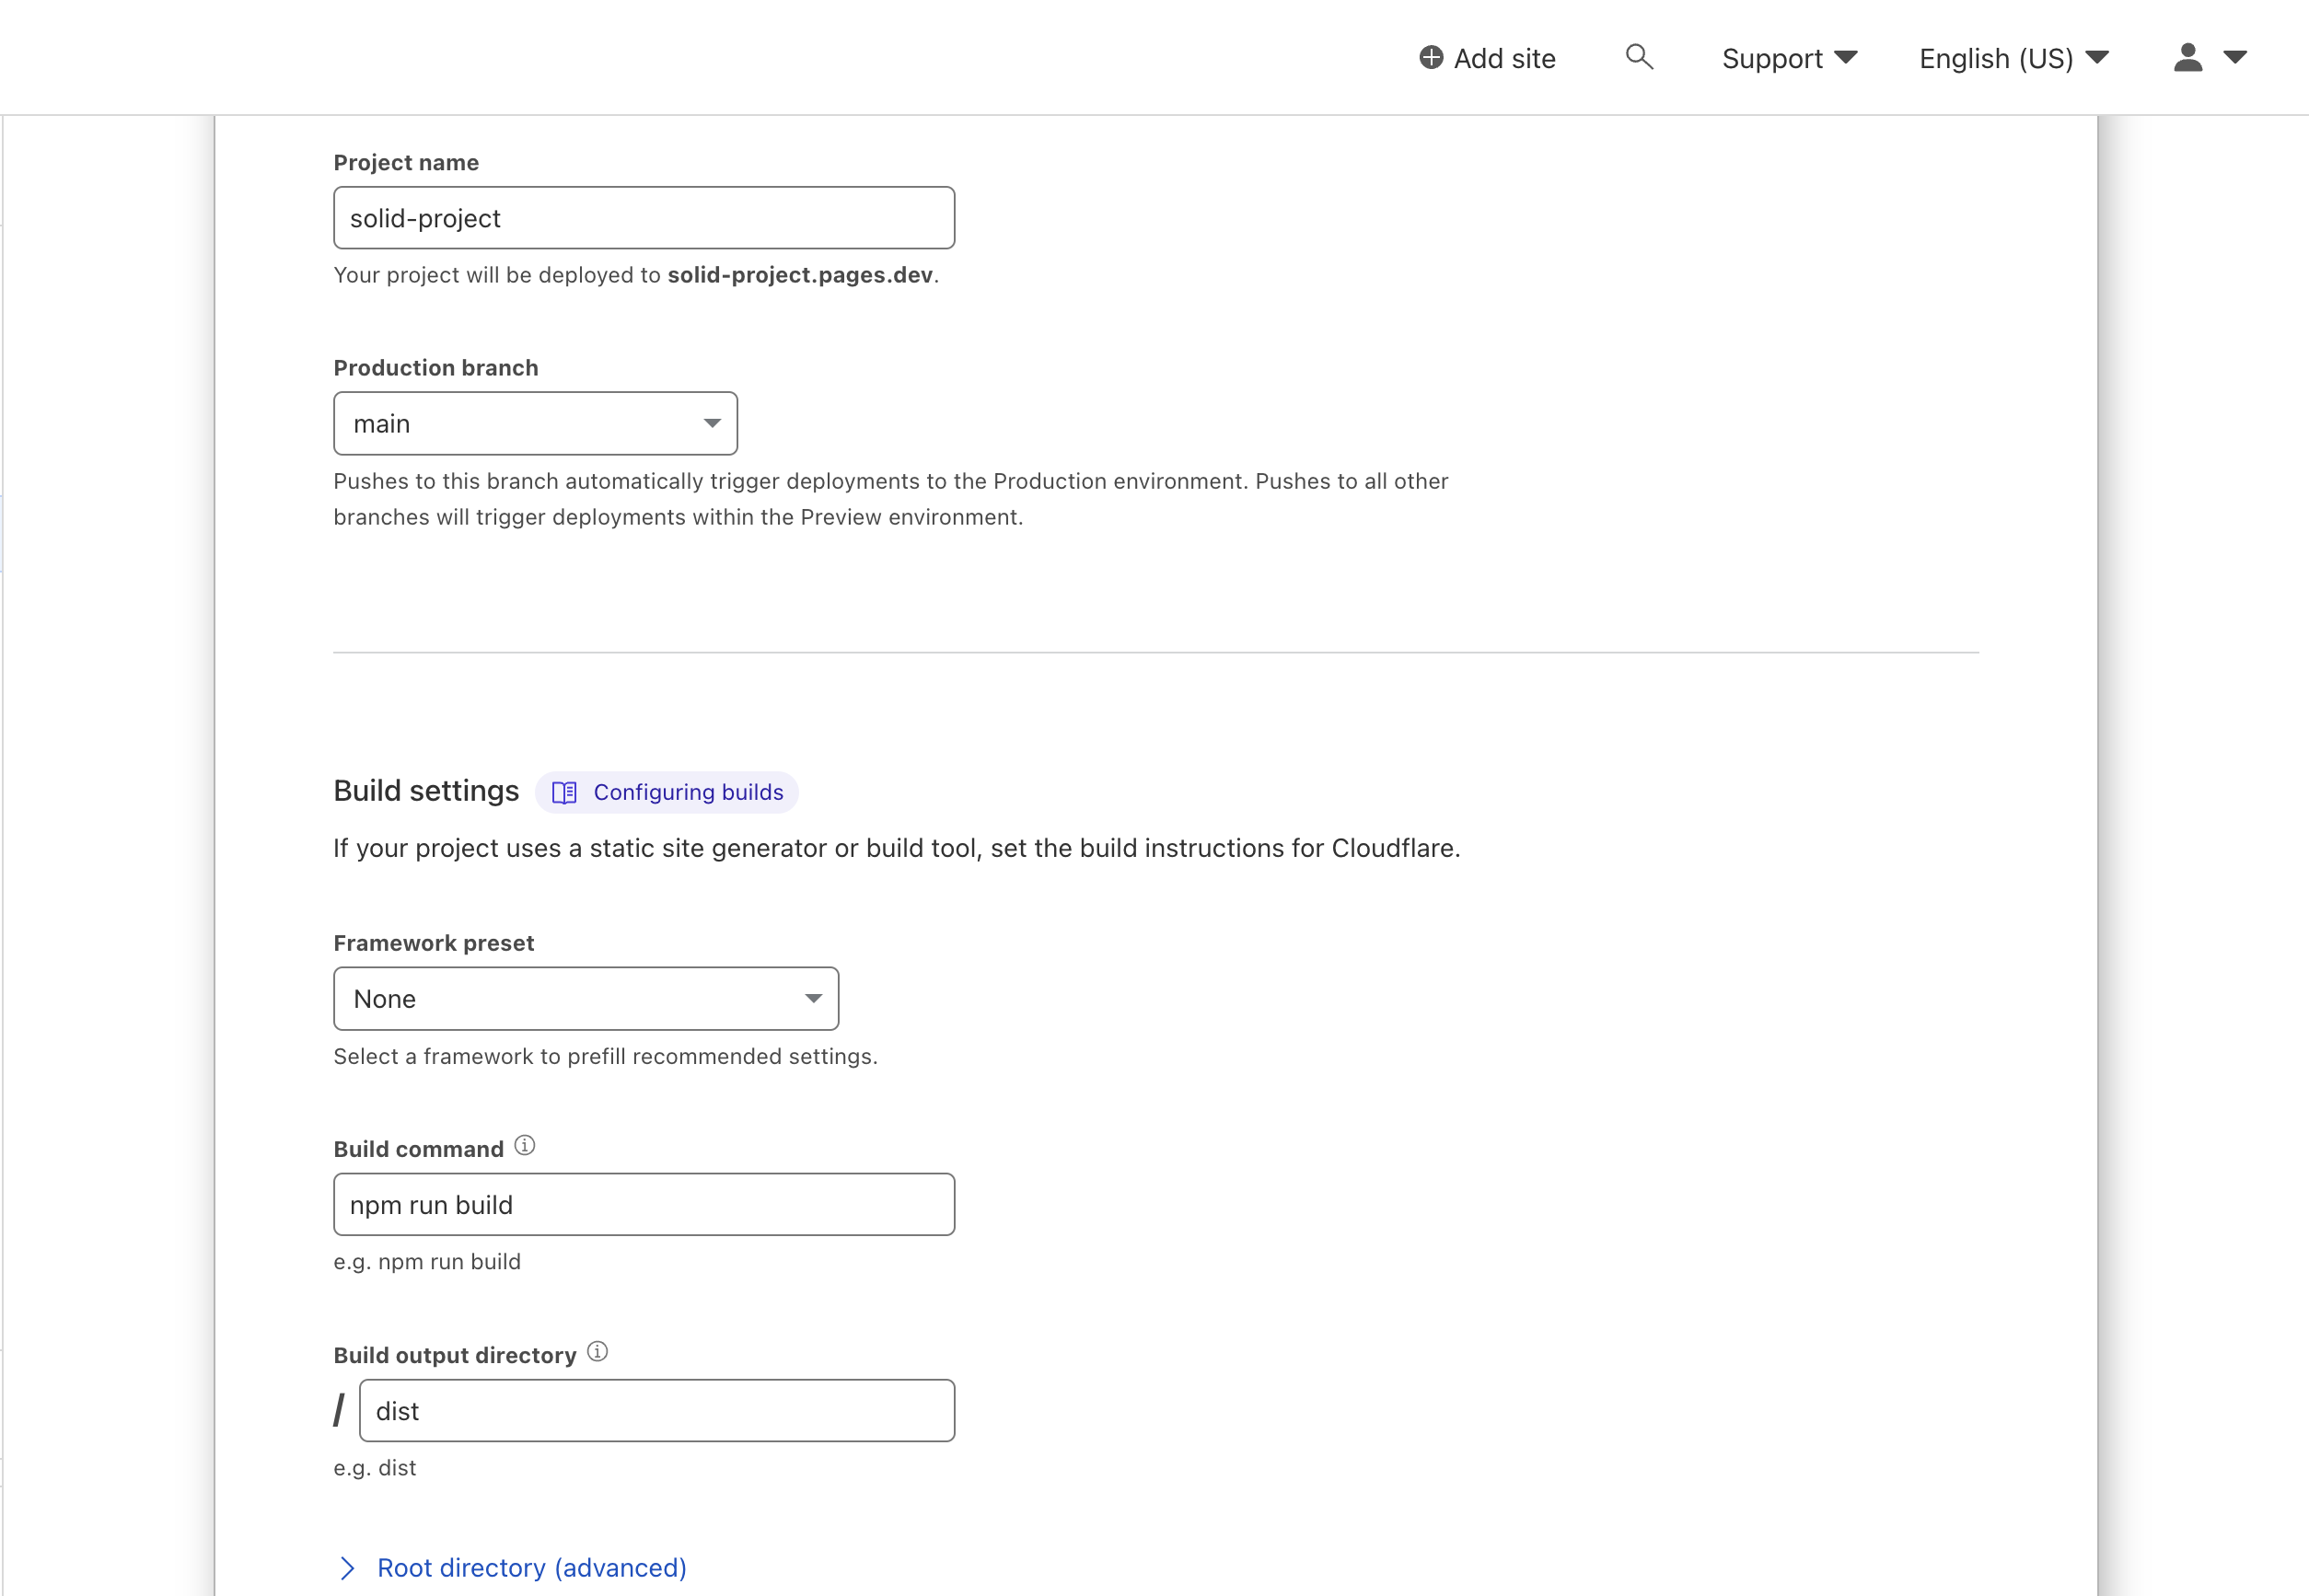 Add site
Support
English (US)
Project name
solid-project
Your project will be deployed to solid-project.pages.dev.
Production branch
main
Pushes to this branch automatically trigger deployments to the Production environment. Pushes to all other
branches will trigger deployments within the Preview environment.
Build settings
Configuring builds
If your project uses a static site generator or build tool, set the build instructions for Cloudflare.
Framework preset
None
Select a framework to prefill recommended settings.
Build command
npm run build
e.g. npm run build
Build output directory
/ dist
e.g. dist
Root directory (advanced)